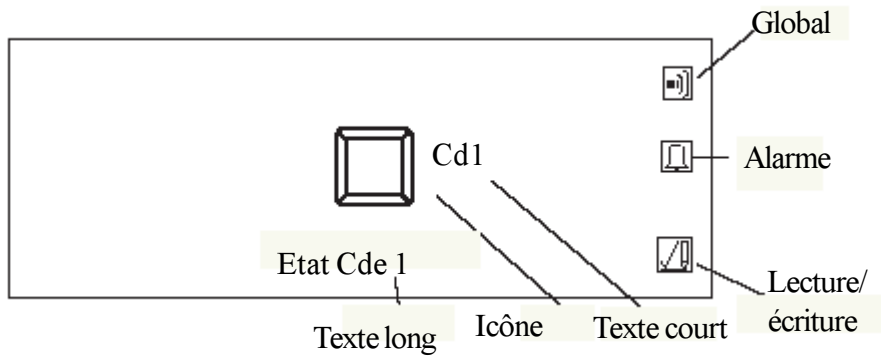 Global
Cd1
Alarme
Etat Cde 1
Lecture/
écriture
Texte long
Icône
Texte court